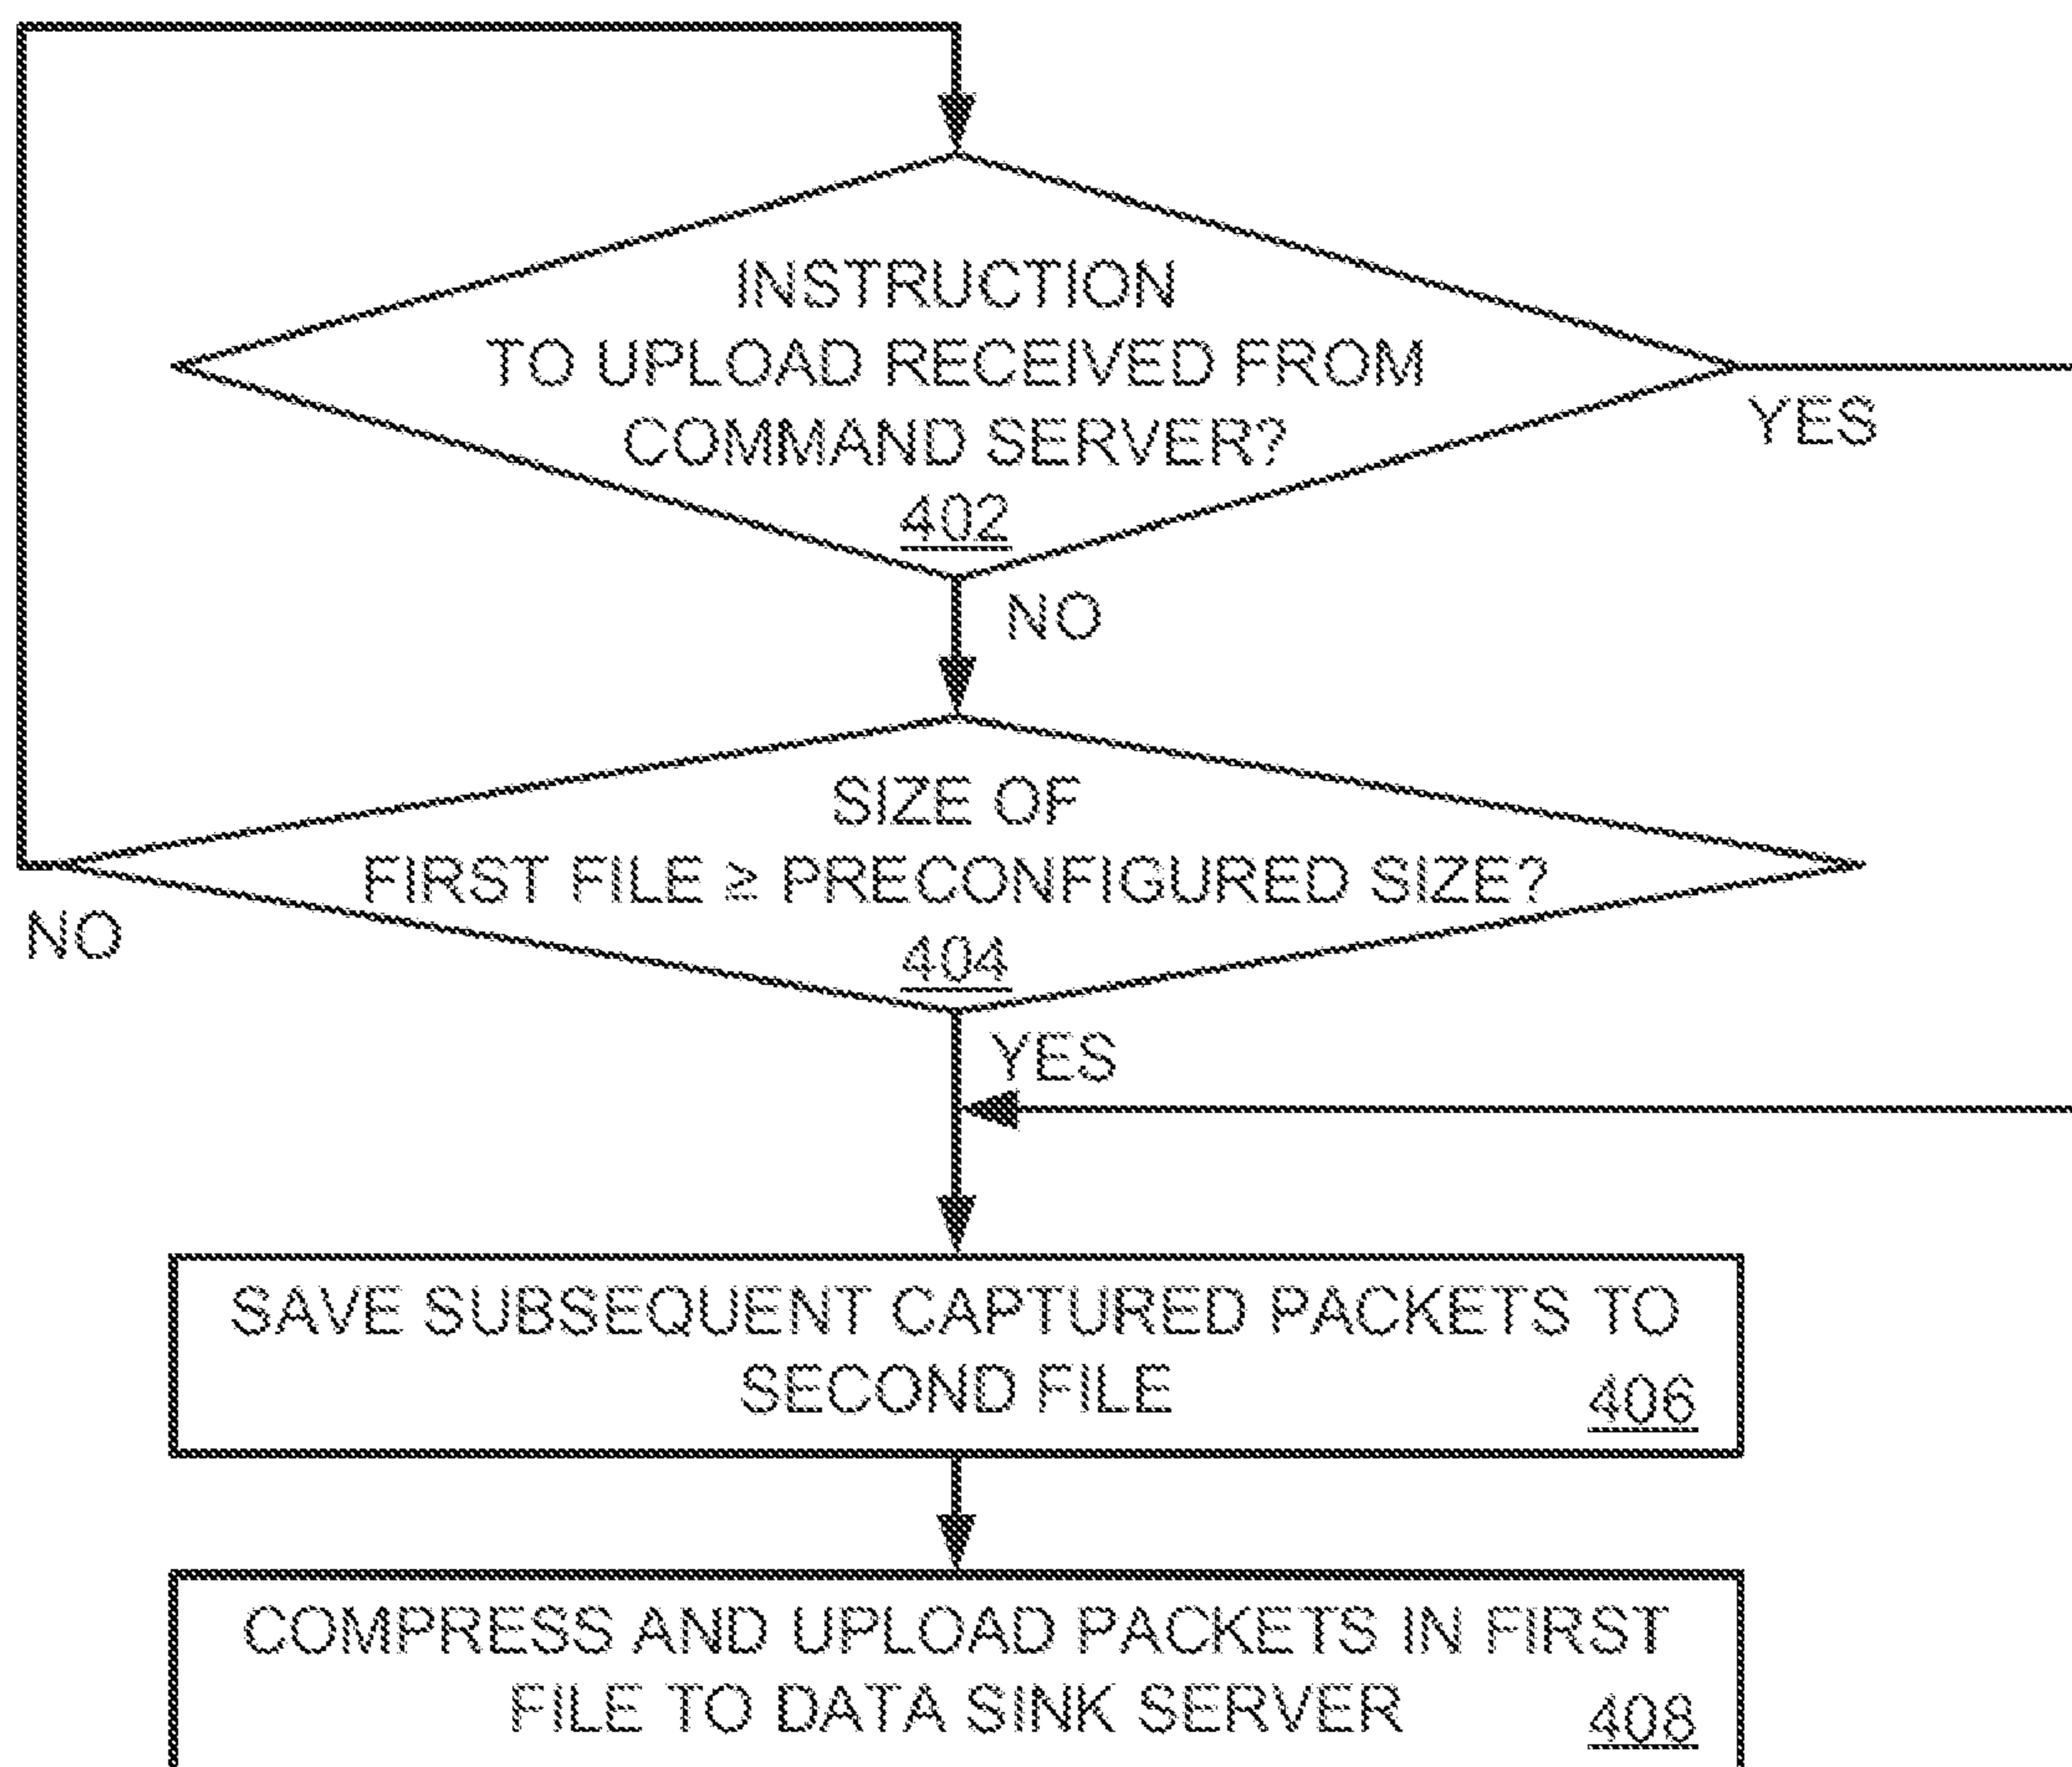 INSTRUCTION
TO UPLOAD RECEIVED FROM
COMMAND SERVER?
402
YES
NO
SIZE OF
FIRST FILE ≥ PRECONFIGURED SIZE?
404
NO
YES
SAVE SUBSEQUENT CAPTURED PACKETS TO
SECOND FILE
406
COMPRESS AND UPLOAD PACKETS IN FIRST
FILE TO DATA SINK SERVER
408